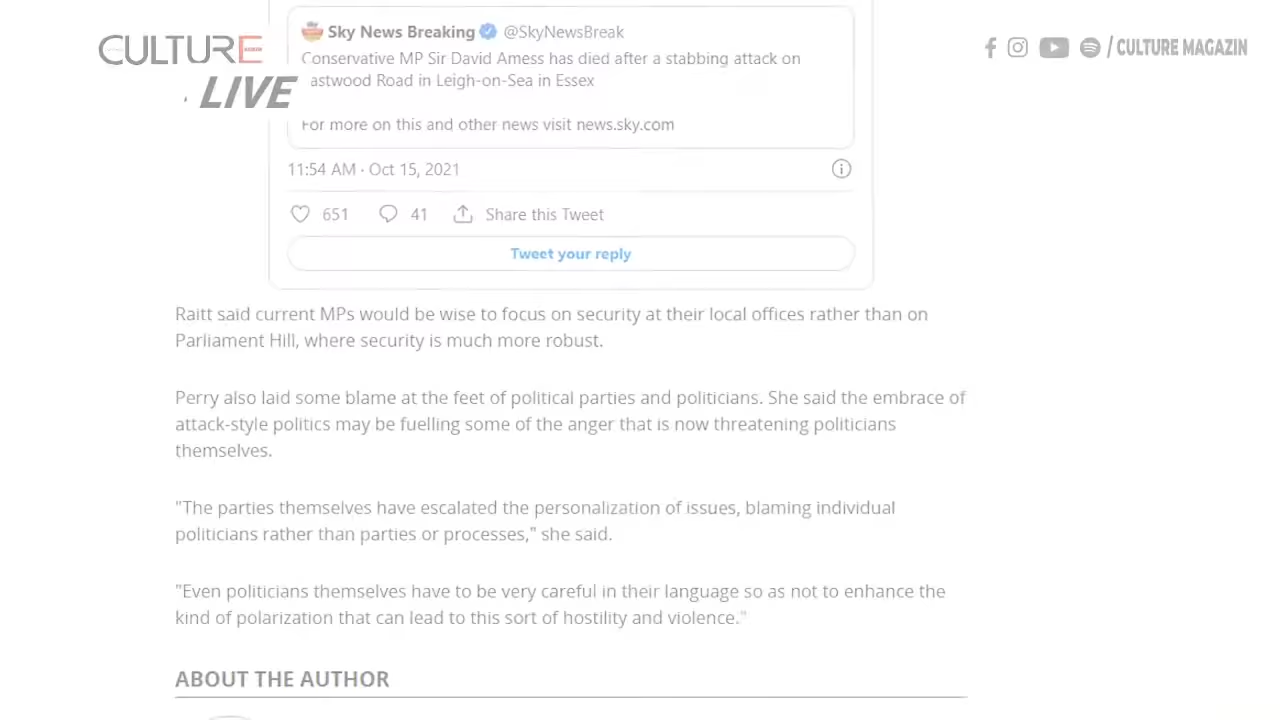 CULTURE
LIVE
/ CULTURE MAGAZIN
Sky News Breaking @SkyNewsBreak
Conservative MP Sir David Amess has died after a stabbing attack on
astwood Road in Leigh-on-Sea in Essex
For more on this and other news visit news.sky.com
11:54 AM · Oct 15, 2021
651 41 Share this Tweet
Tweet your reply
Raitt said current MPs would be wise to focus on security at their local offices rather than on
Parliament Hill, where security is much more robust.
Perry also laid some blame at the feet of political parties and politicians. She said the embrace of
attack-style politics may be fuelling some of the anger that is now threatening politicians
themselves.
"The parties themselves have escalated the personalization of issues, blaming individual
politicians rather than parties or processes," she said.
"Even politicians themselves have to be very careful in their language so as not to enhance the
kind of polarization that can lead to this sort of hostility and violence."
ABOUT THE AUTHOR